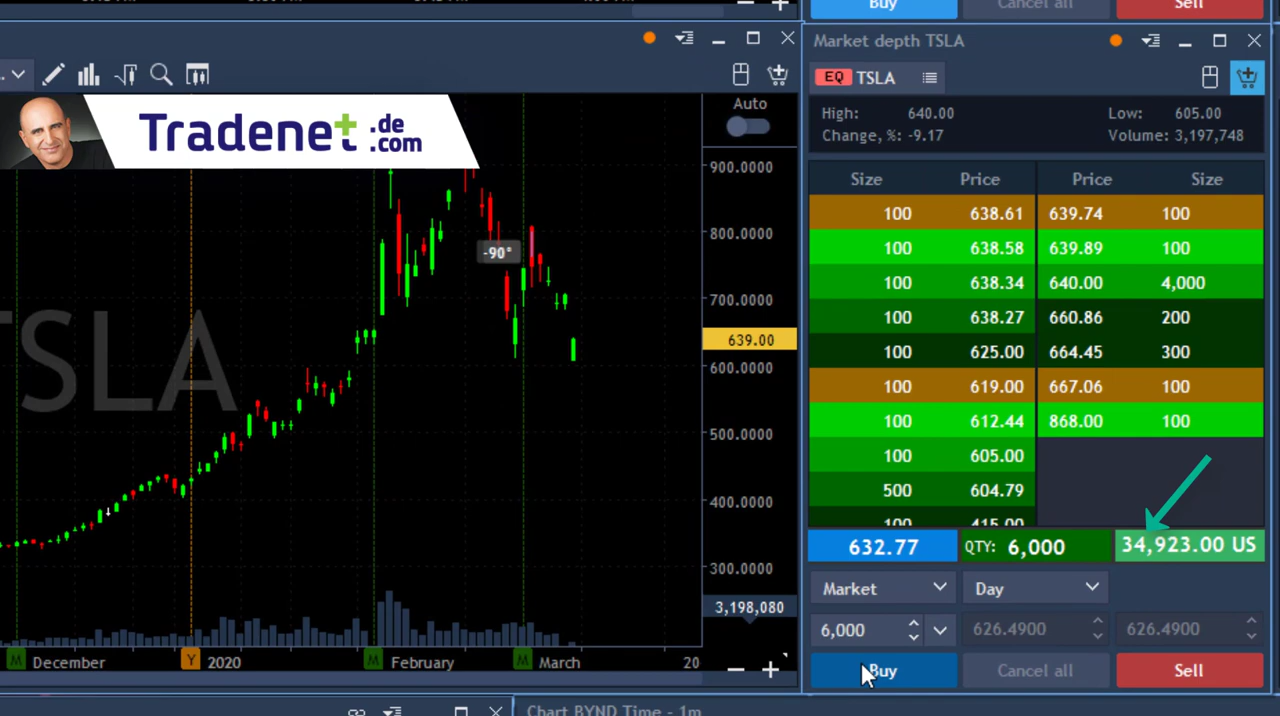 Buy Cancel all Sell
Market depth TSLA
EQ TSLA
High: 640.00 Low: 605.00
Change, %: -9.17 Volume: 3,197,748
Auto
Tradenet .de
.com
Size Price Price Size
100 638.61 639.74 100
100 638.58 639.89 100
100 638.34 640.00 4,000
100 638.27 660.86 200
100 625.00 664.45 300
100 619.00 667.06 100
100 612.44 868.00 100
100 605.00
500 604.79
100 415.00
900.0000
800.0000
-90°
700.0000
639.00
600.0000
500.0000
400.0000
300.0000
TSLA
3,198,080
M December Y 2020 M February M March 20
632.77 QTY: 6,000 34,923.00 US
Market Day
6,000 626.4900 626.4900
Buy Cancel all Sell
Chart BYND Time - 1m